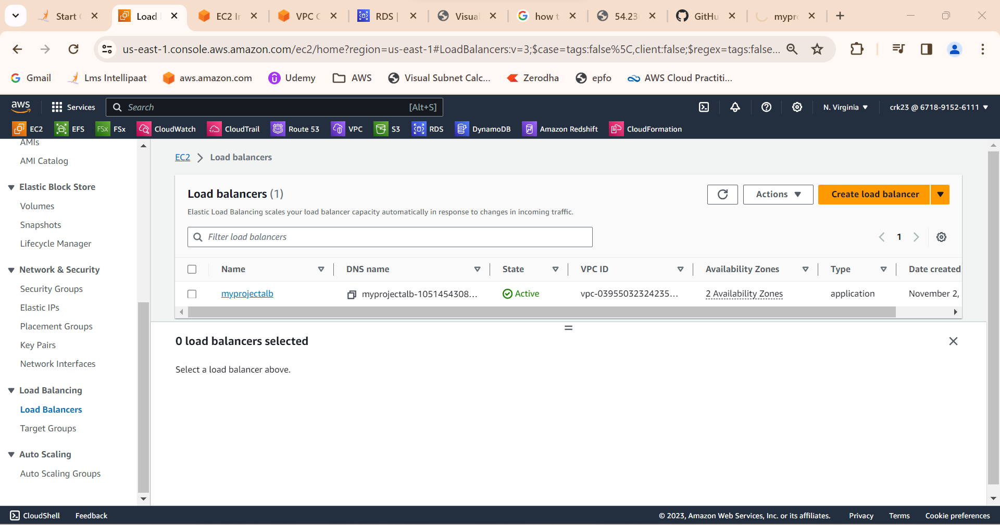 Start
Load
EC2 I
VPC C
RDS |
Visual
how t
54.23
GitHu
mypr
us-east-1.console.aws.amazon.com/ec2/home?region=us-east-1#LoadBalancers:v=3;$case=tags:false%5C,client:false;$regex=tags:false...
Gmail
Lms Intellipaat
aws.amazon.com
Udemy
AWS
Visual Subnet Calc...
Zerodha
epfo
AWS Cloud Practiti...
aws
Services
Search
[Alt+S]
N. Virginia
crk23 @ 6718-9152-6111
EC2
EFS
FSx
FSx
CloudWatch
CloudTrail
Route 53
VPC
S3
RDS
DynamoDB
Amazon Redshift
CloudFormation
AMIs
AMI Catalog
Elastic Block Store
Volumes
Snapshots
Lifecycle Manager
Network & Security
Security Groups
Elastic IPs
Placement Groups
Key Pairs
Network Interfaces
Load Balancing
Load Balancers
Target Groups
Auto Scaling
Auto Scaling Groups
EC2 > Load balancers
Load balancers (1)
Actions
Create load balancer
Elastic Load Balancing scales your load balancer capacity automatically in response to changes in incoming traffic.
Filter load balancers
1
Name
DNS name
State
VPC ID
Availability Zones
Type
Date created
myprojectalb
myprojectalb-1051454308...
Active
vpc-03955032324235...
2 Availability Zones
application
November 2,
0 load balancers selected
Select a load balancer above.
CloudShell
Feedback
© 2023, Amazon Web Services, Inc. or its affiliates.
Privacy
Terms
Cookie preferences